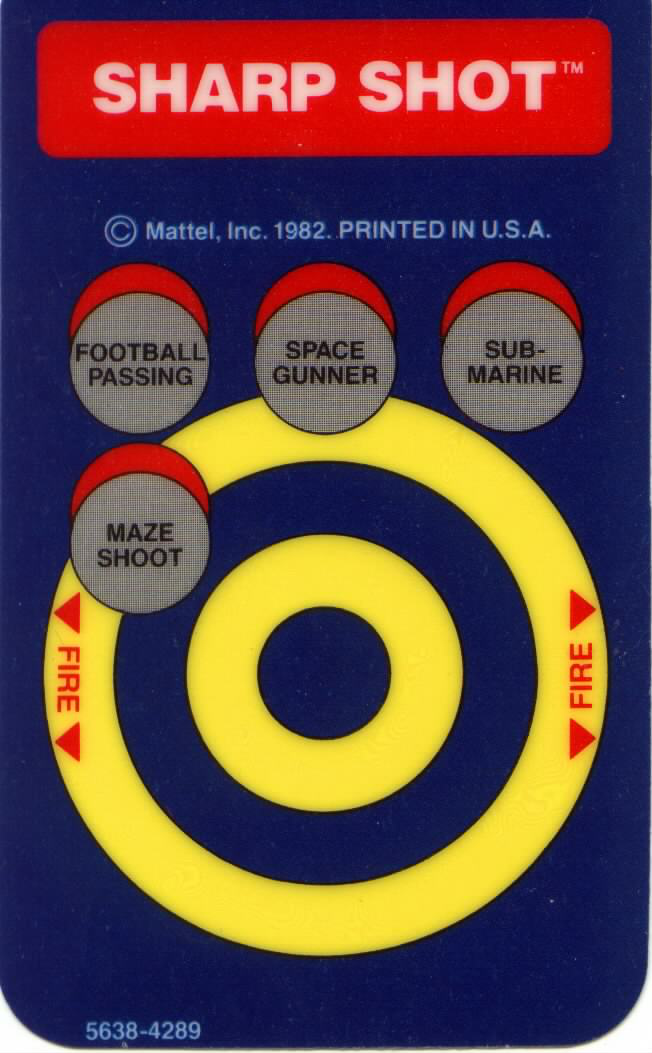 SHARP SHOT™
© Mattel, Inc. 1982. PRINTED IN U.S.A.
FOOTBALL
PASSING
SPACE
GUNNER
SUB-
MARINE
MAZE
SHOOT
FIRE
FIRE
5638-4289